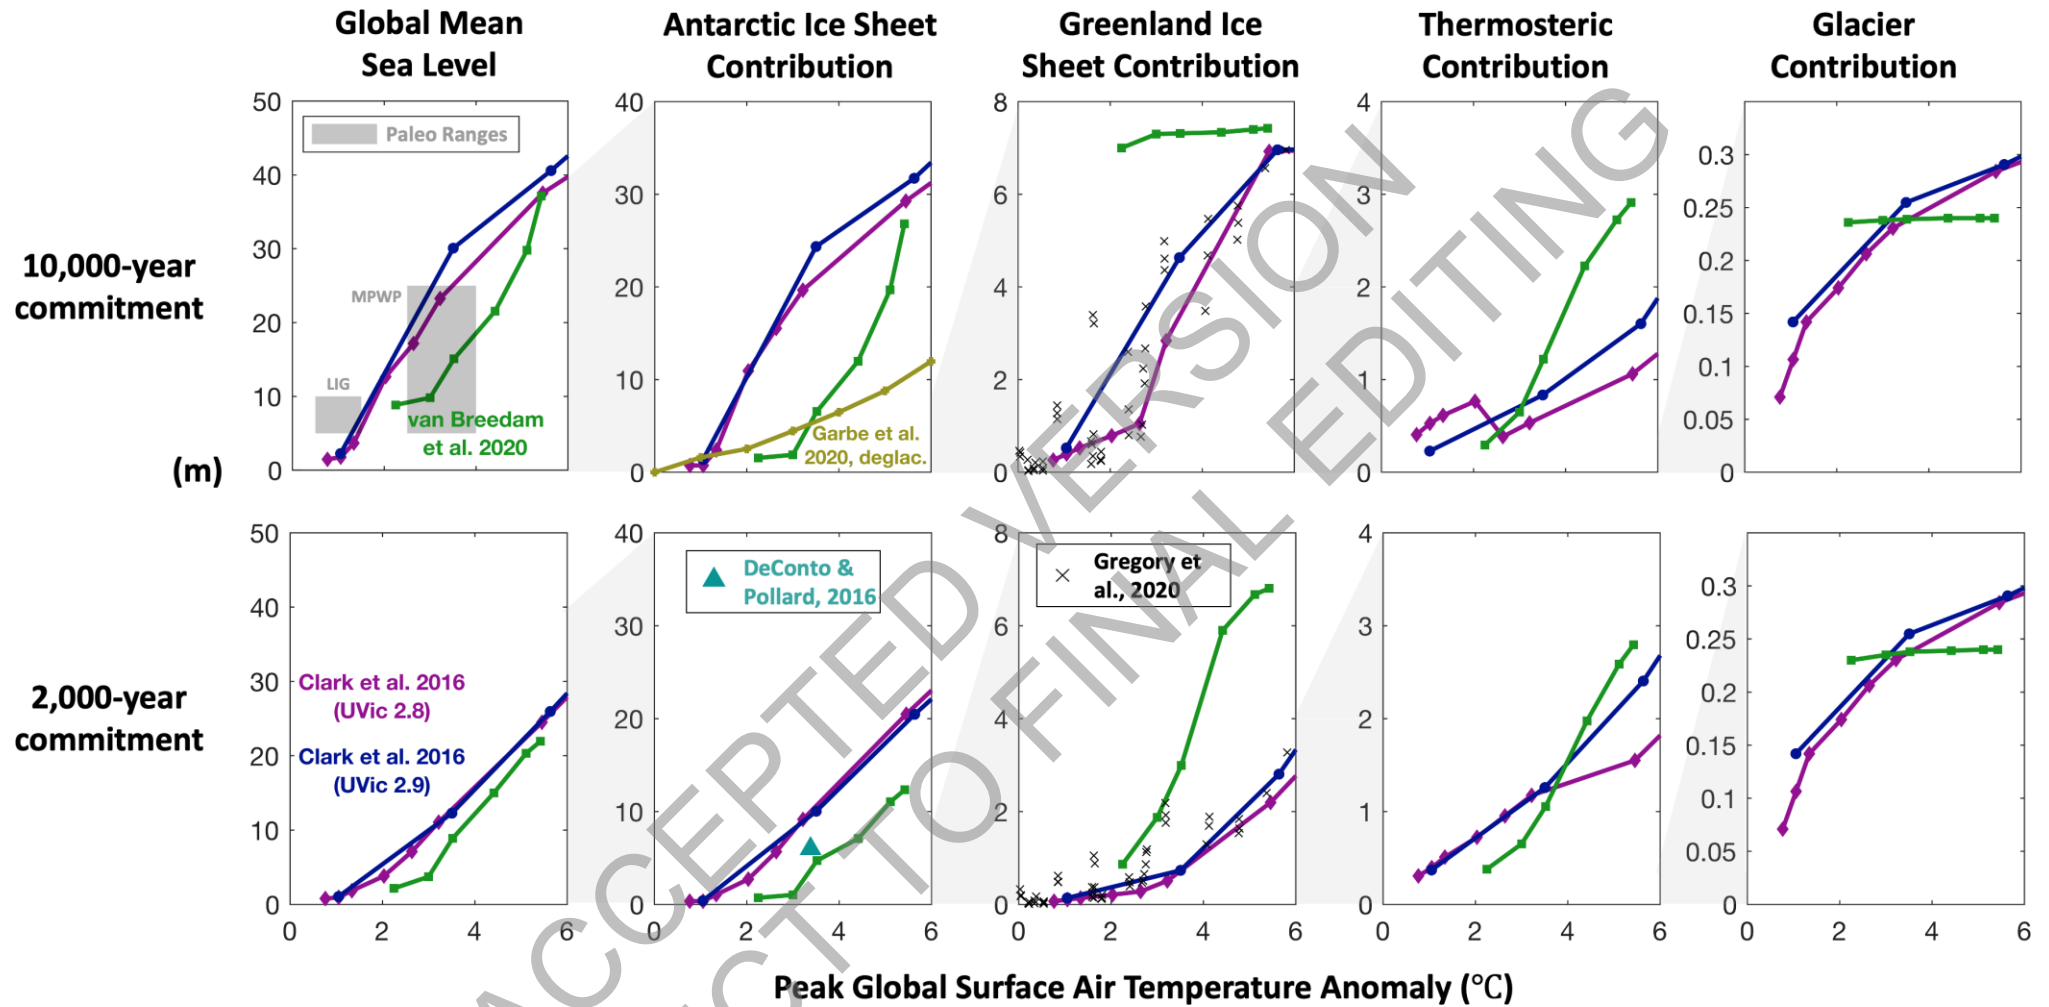 Global Mean
Sea Level
Antarctic Ice Sheet
Contribution
Greenland Ice
Sheet Contribution
Thermosteric
Contribution
Glacier
Contribution
10,000-year
commitment
(m)
50
40
30
20
10
0
Paleo Ranges
MPWP
LIG
van Breedam
et al. 2020
40
30
20
10
0
Garbe et al.
2020, deglac.
8
6
4
2
0
4
3
2
1
0
0.3
0.25
0.2
0.15
0.1
0.05
0
2,000-year
commitment
50
40
30
20
10
0
Clark et al. 2016
(UVic 2.8)
Clark et al. 2016
(UVic 2.9)
0 2 4 6
40
30
20
10
0
DeConto &
Pollard, 2016
0 2 4 6
8
6
4
2
0
Gregory et
al., 2020
0 2 4 6
4
3
2
1
0
0 2 4 6
0.3
0.25
0.2
0.15
0.1
0.05
0
0 2 4 6
Peak Global Surface Air Temperature Anomaly (°C)
ACCEPTED VERSION
TO FINAL EDITING